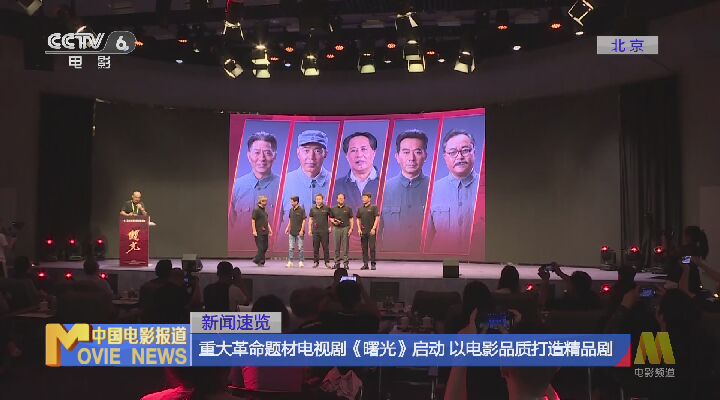 CCTV 6
电影
北京
曙光
新闻速览
中国电影报道
MOVIE NEWS
重大革命题材电视剧《曙光》启动 以电影品质打造精品剧
电影频道